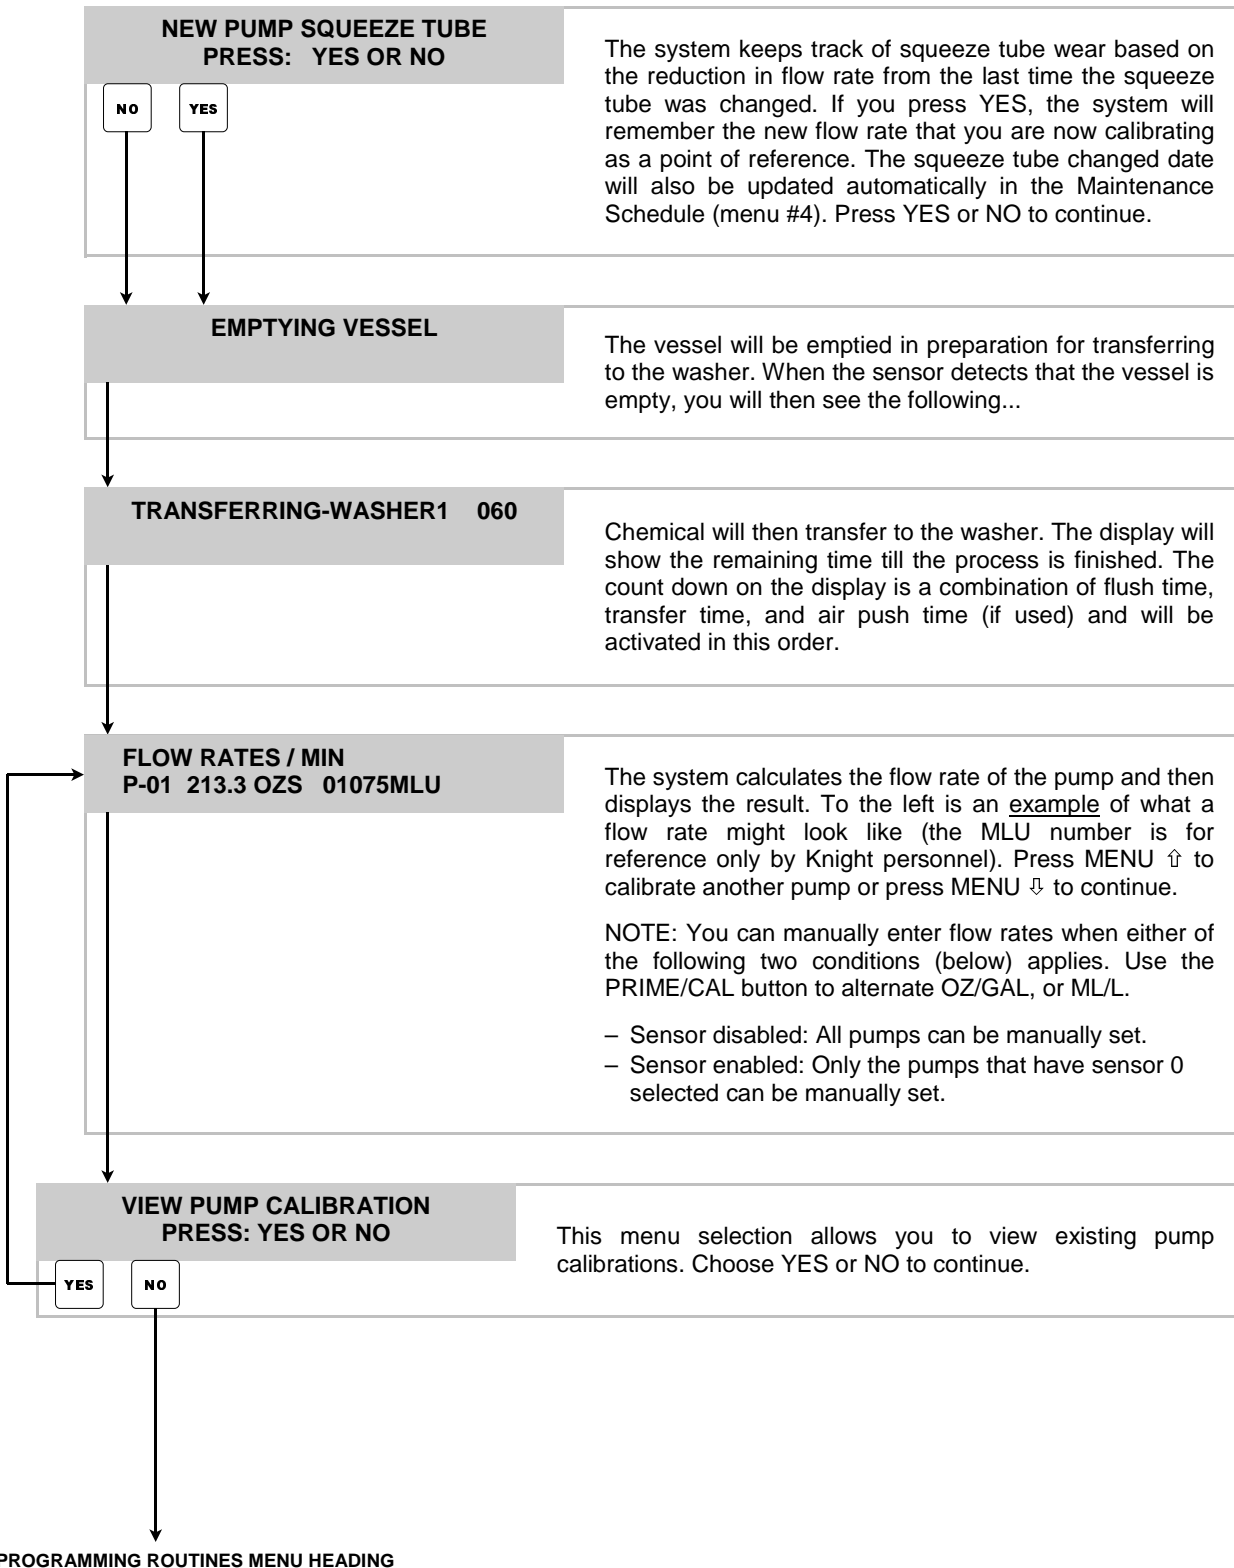 NEW PUMP SQUEEZE TUBE
PRESS: YES OR NO
NO YES
The system keeps track of squeeze tube wear based on
the reduction in flow rate from the last time the squeeze
tube was changed. If you press YES, the system will
remember the new flow rate that you are now calibrating
as a point of reference. The squeeze tube changed date
will also be updated automatically in the Maintenance
Schedule (menu #4). Press YES or NO to continue.
EMPTYING VESSEL
The vessel will be emptied in preparation for transferring
to the washer. When the sensor detects that the vessel is
empty, you will then see the following...
TRANSFERRING-WASHER1 060
Chemical will then transfer to the washer. The display will
show the remaining time till the process is finished. The
count down on the display is a combination of flush time,
transfer time, and air push time (if used) and will be
activated in this order.
FLOW RATES / MIN
P-01 213.3 OZS 01075MLU
The system calculates the flow rate of the pump and then
displays the result. To the left is an example of what a
flow rate might look like (the MLU number is for
reference only by Knight personnel). Press MENU ⇧ to
calibrate another pump or press MENU ⇩ to continue.
NOTE: You can manually enter flow rates when either of
the following two conditions (below) applies. Use the
PRIME/CAL button to alternate OZ/GAL, or ML/L.
– Sensor disabled: All pumps can be manually set.
– Sensor enabled: Only the pumps that have sensor 0
selected can be manually set.
VIEW PUMP CALIBRATION
PRESS: YES OR NO
YES NO
This menu selection allows you to view existing pump
calibrations. Choose YES or NO to continue.
PROGRAMMING ROUTINES MENU HEADING